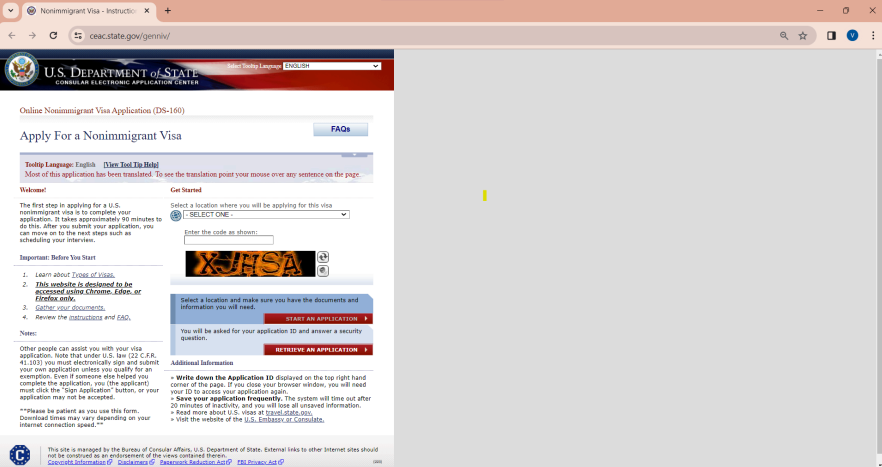 Nonimmigrant Visa - Instructio
ceac.state.gov/genniv/
V
U.S. DEPARTMENT of STATE
CONSULAR ELECTRONIC APPLICATION CENTER
Select Tooltip Language ENGLISH
Online Nonimmigrant Visa Application (DS-160)
Apply For a Nonimmigrant Visa
FAQs
Tooltip Language: English [View Tool Tip Help]
Most of this application has been translated. To see the translation point your mouse over any sentence on the page.
Welcome!
The first step in applying for a U.S.
nonimmigrant visa is to complete your
application. It takes approximately 90 minutes to
do this. After you submit your application, you
can move on to the next steps such as
scheduling your interview.
Important: Before You Start
1. Learn about Types of Visas.
2. This website is designed to be
accessed using Chrome, Edge, or
Firefox only.
3. Gather your documents.
4. Review the instructions and FAQ.
Notes:
Other people can assist you with your visa
application. Note that under U.S. law (22 C.F.R.
41.103) you must electronically sign and submit
your own application unless you qualify for an
exemption. Even if someone else helped you
complete the application, you (the applicant)
must click the "Sign Application" button, or your
application may not be accepted.
**Please be patient as you use this form.
Download times may vary depending on your
internet connection speed.**
Get Started
Select a location where you will be applying for this visa
- SELECT ONE -
Enter the code as shown:
XJHSA
Select a location and make sure you have the documents and
information you will need.
START AN APPLICATION
You will be asked for your application ID and answer a security
question.
RETRIEVE AN APPLICATION
Additional Information
» Write down the Application ID displayed on the top right hand
corner of the page. If you close your browser window, you will need
your ID to access your application again.
» Save your application frequently. The system will time out after
20 minutes of inactivity, and you will lose all unsaved information.
» Read more about U.S. visas at travel.state.gov.
» Visit the website of the U.S. Embassy or Consulate.
This site is managed by the Bureau of Consular Affairs, U.S. Department of State. External links to other Internet sites should
not be construed as an endorsement of the views contained therein.
Copyright Information Disclaimers Paperwork Reduction Act FBI Privacy Act